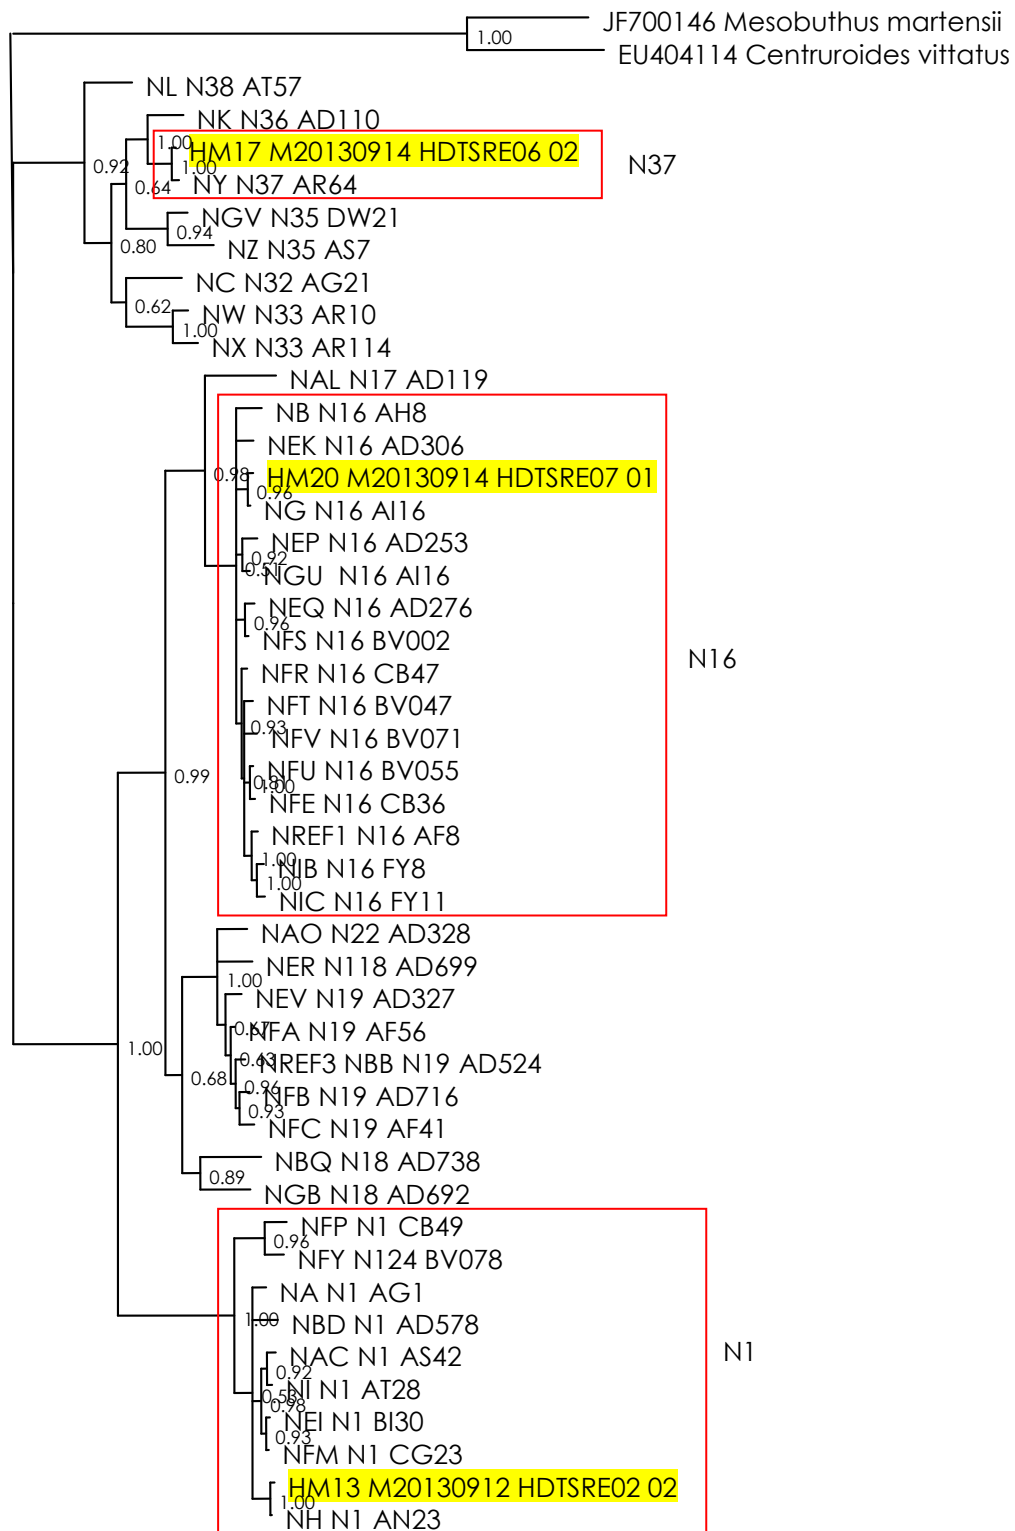 JF700146 Mesobuthus martensii
1.00
EU404114 Centruroides vittatus
NL N38 AT57
NK N36 AD110
1.00
HM17 M20130914 HDTSRE06 02
N37
0.92
1.00
0.64
NY N37 AR64
NGV N35 DW21
0.94
0.80
NZ N35 AS7
NC N32 AG21
0.62
NW N33 AR10
1.00
NX N33 AR114
NAL N17 AD119
NB N16 AH8
NEK N16 AD306
0.98
HM20 M20130914 HDTSRE07 01
0.96
NG N16 AI16
NEP N16 AD253
0.92
0.51
NGU N16 AI16
NEQ N16 AD276
0.96
NFS N16 BV002
N16
NFR N16 CB47
NFT N16 BV047
0.93
NFV N16 BV071
0.99
NFU N16 BV055
0.81
1.00
NFE N16 CB36
NREF1 N16 AF8
1.00
NIB N16 FY8
1.00
NIC N16 FY11
NAO N22 AD328
NER N118 AD699
1.00
NEV N19 AD327
0.67
NFA N19 AF56
1.00
0.63
NREF3 NBB N19 AD524
0.68
0.96
NFB N19 AD716
0.93
NFC N19 AF41
NBQ N18 AD738
0.89
NGB N18 AD692
NFP N1 CB49
0.96
NFY N124 BV078
NA N1 AG1
1.00
NBD N1 AD578
N1
NAC N1 AS42
0.92
NI N1 AT28
0.98
NEI N1 BI30
0.93
NFM N1 CG23
HM13 M20130912 HDTSRE02 02
1.00
NH N1 AN23